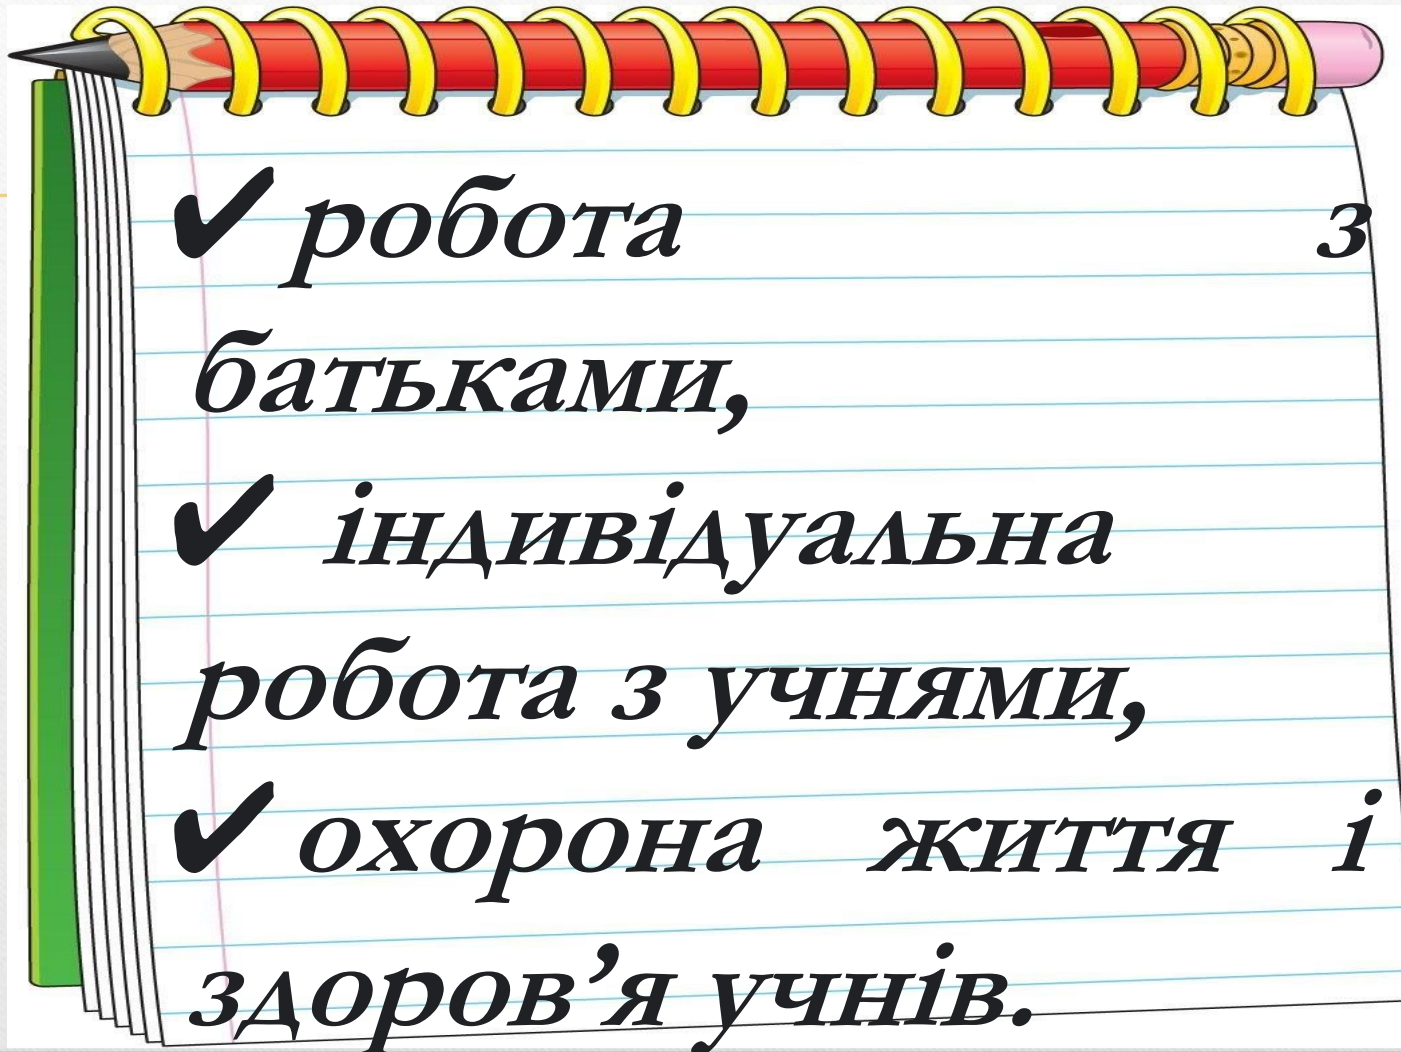 ✔ робота з
батьками,
✔ індивідуальна
робота з учнями,
✔ охорона життя і
здоров’я учнів.